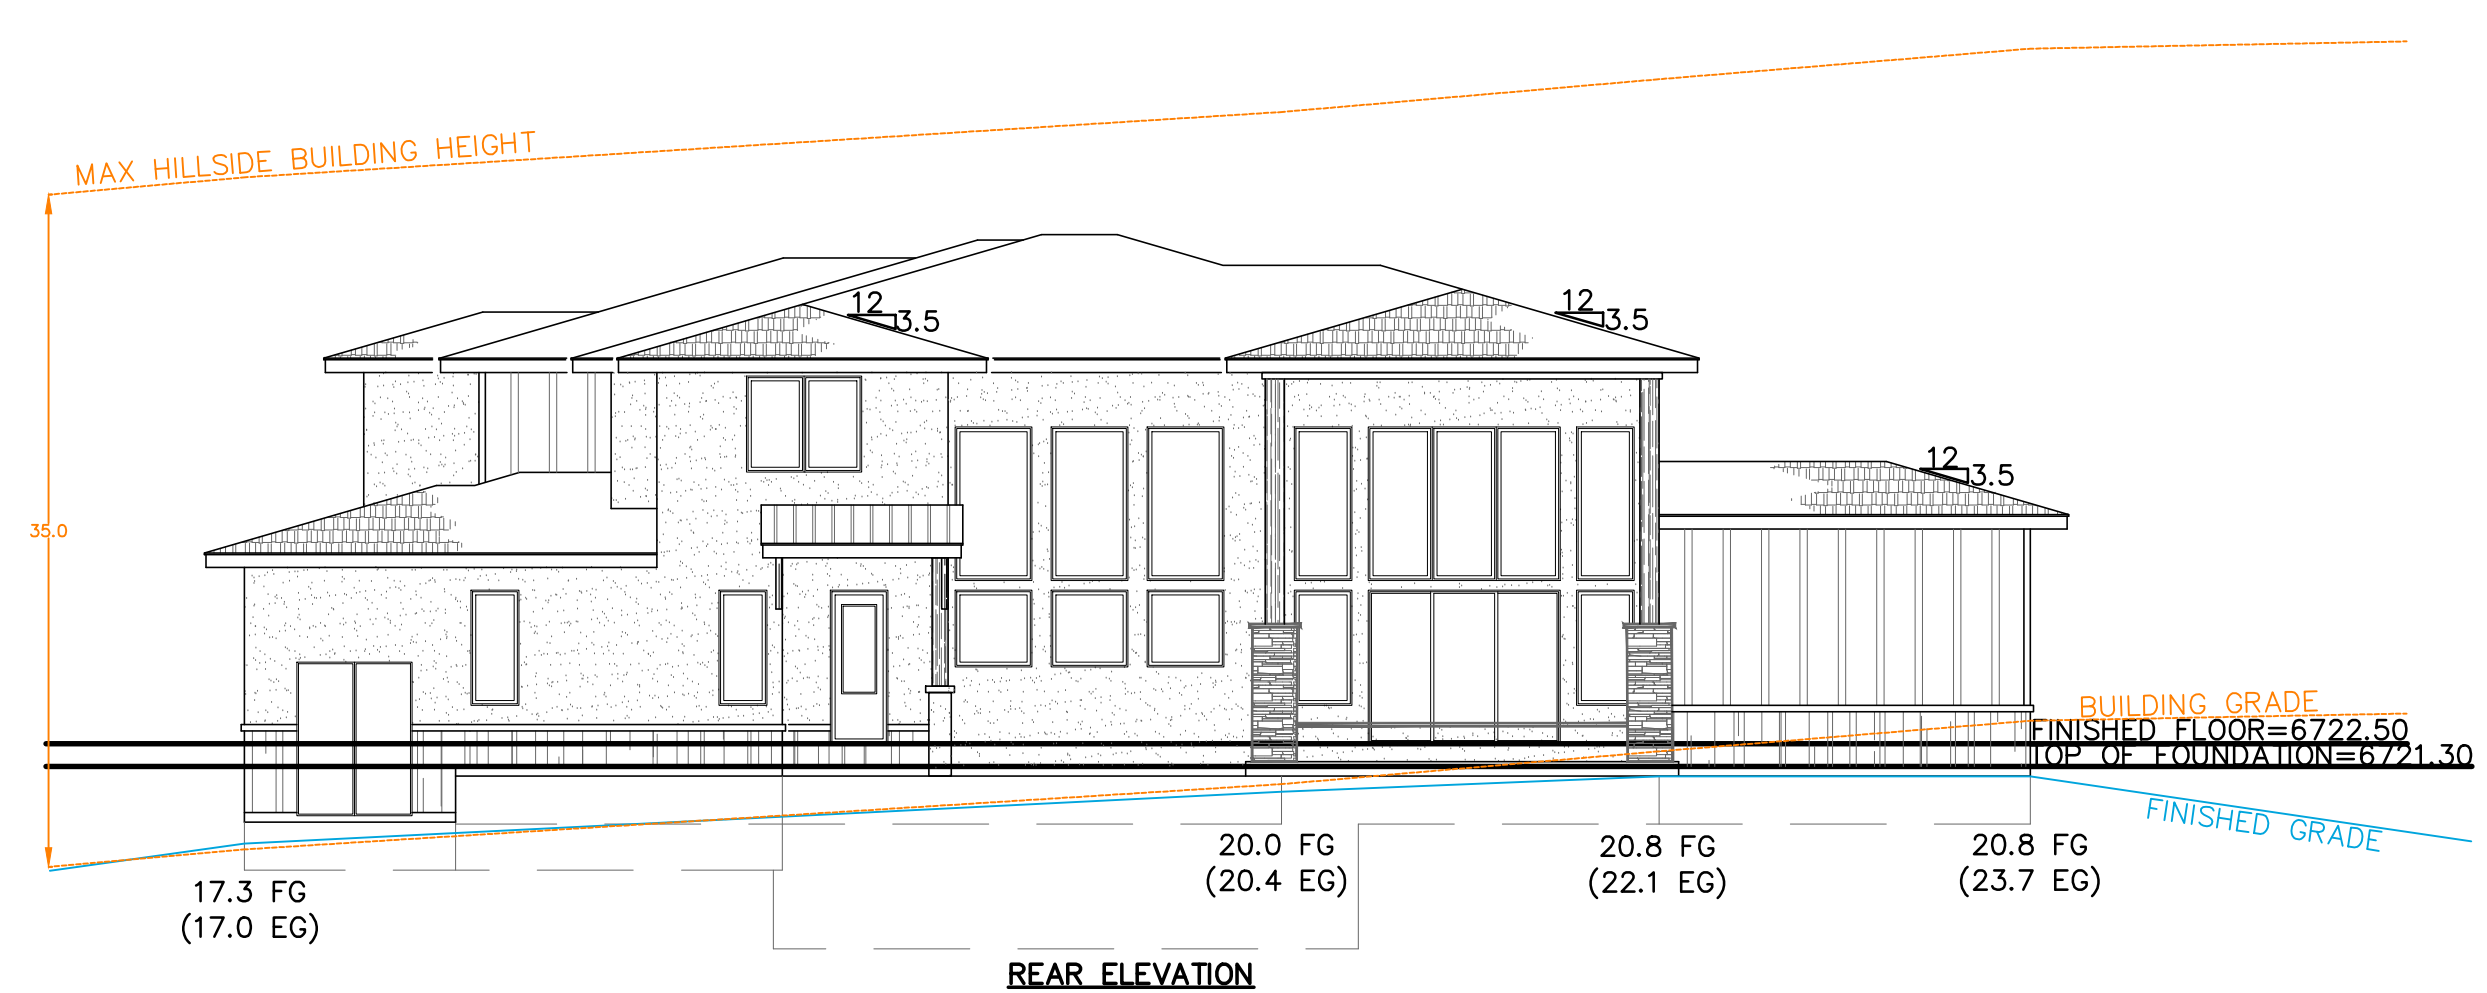 MAX HILLSIDE BUILDING HEIGHT
12
3.5
12
3.5
12
3.5
35.0
BUILDING GRADE
FINISHED FLOOR=6722.50
TOP OF FOUNDATION=6721.30
FINISHED GRADE
17.3 FG
(17.0 EG)
20.0 FG
(20.4 EG)
20.8 FG
(22.1 EG)
20.8 FG
(23.7 EG)
REAR ELEVATION